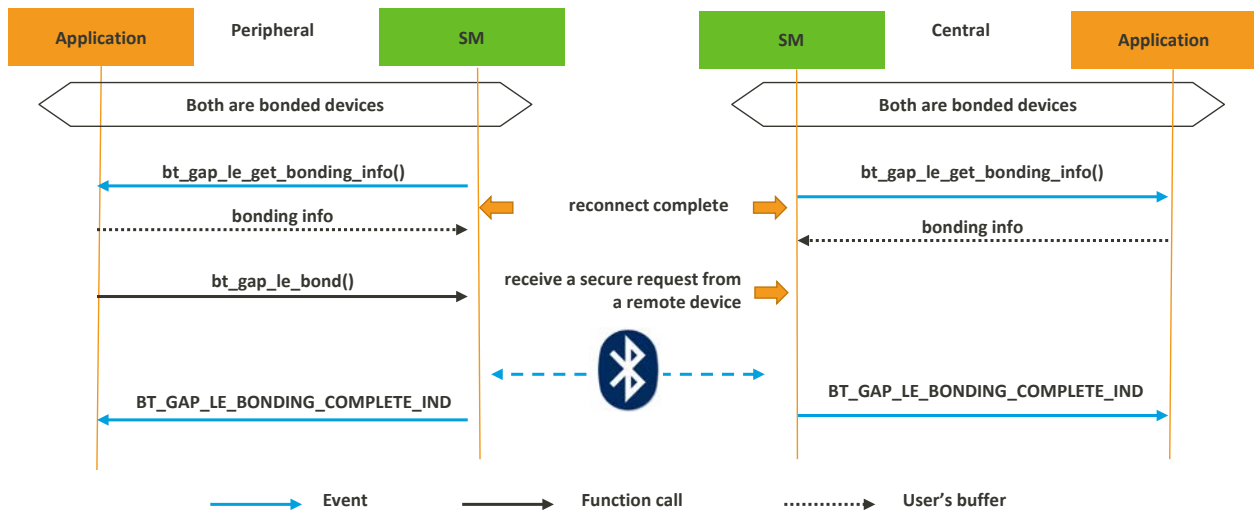 Application
Peripheral
SM
SM
Central
Application
Both are bonded devices
Both are bonded devices
bt_gap_le_get_bonding_info()
bt_gap_le_get_bonding_info()
reconnect complete
bonding info
bonding info
bt_gap_le_bond()
receive a secure request from
a remote device
BT_GAP_LE_BONDING_COMPLETE_IND
BT_GAP_LE_BONDING_COMPLETE_IND
Event
Function call
User's buffer